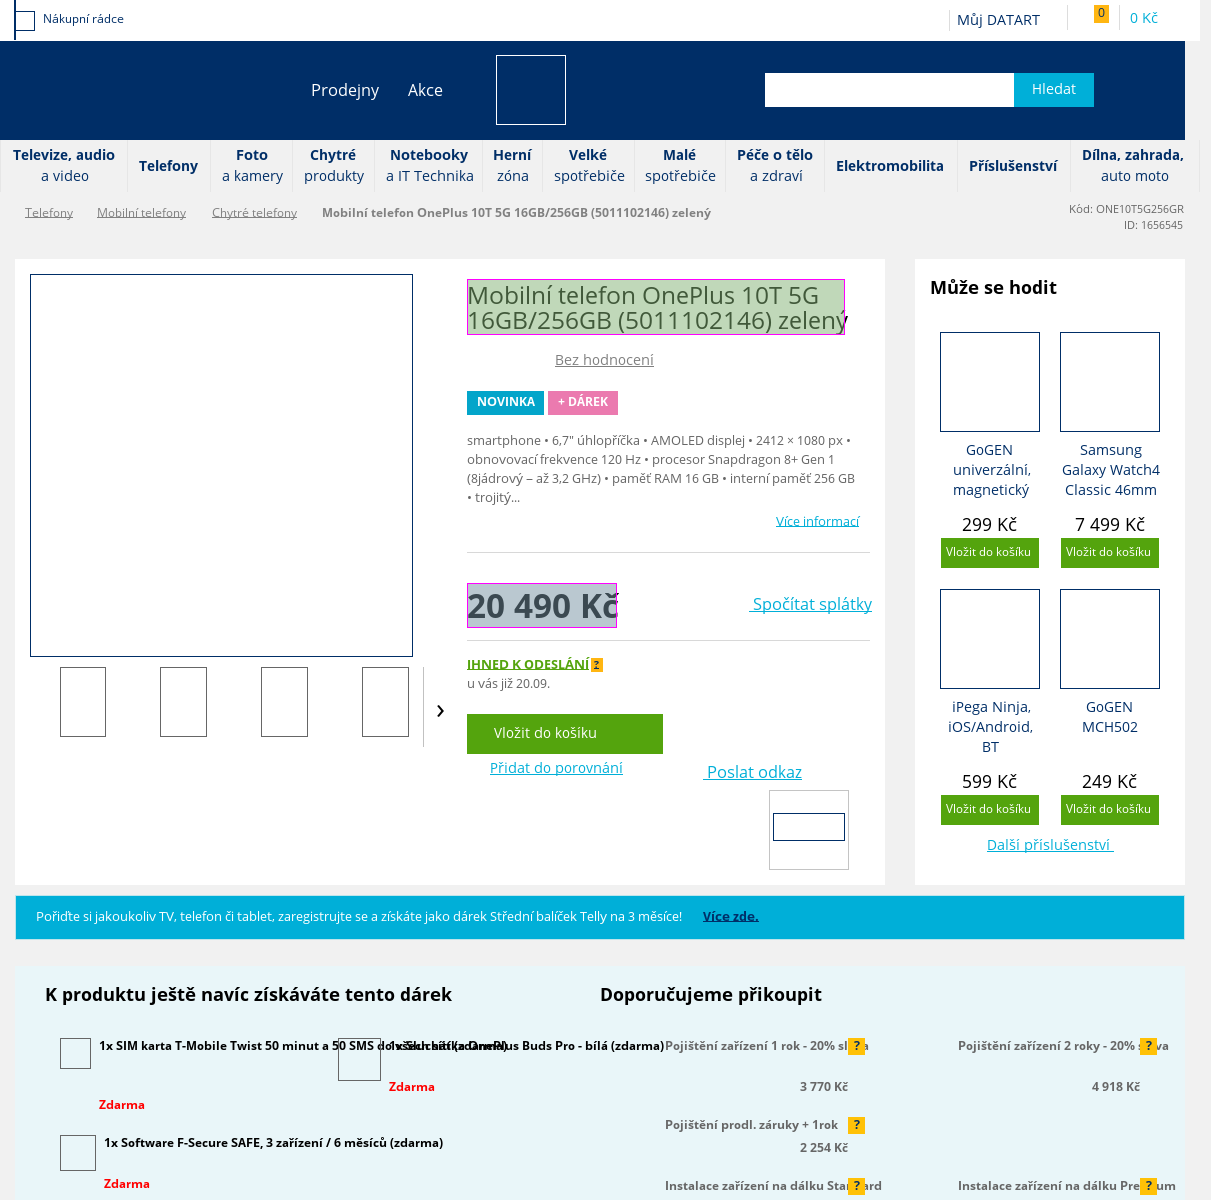 Nákupní rádce
Můj DATART
0
0 Kč
Prodejny
Akce
Hledat
Televize, audio
a video
Telefony
Foto
a kamery
Chytré
produkty
Notebooky
a IT Technika
Herní
zóna
Velké
spotřebiče
Malé
spotřebiče
Péče o tělo
a zdraví
Elektromobilita
Příslušenství
Dílna, zahrada,
auto moto
Telefony
Mobilní telefony
Chytré telefony
Mobilní telefon OnePlus 10T 5G 16GB/256GB (5011102146) zelený
Kód: ONE10T5G256GR
ID: 1656545
Mobilní telefon OnePlus 10T 5G
16GB/256GB (5011102146) zelený
Bez hodnocení
NOVINKA
+ DÁREK
smartphone • 6,7" úhlopříčka • AMOLED displej • 2412 × 1080 px •
obnovovací frekvence 120 Hz • procesor Snapdragon 8+ Gen 1
(8jádrový – až 3,2 GHz) • paměť RAM 16 GB • interní paměť 256 GB
• trojitý...
Více informací
20 490 Kč
Spočítat splátky
IHNED K ODESLÁNÍ ?
u vás již 20.09.
Vložit do košíku
Přidat do porovnání
Poslat odkaz
Může se hodit
GoGEN
univerzální,
magnetický
299 Kč
Vložit do košíku
Samsung
Galaxy Watch4
Classic 46mm
7 499 Kč
Vložit do košíku
iPega Ninja,
iOS/Android,
BT
599 Kč
Vložit do košíku
GoGEN
MCH502
249 Kč
Vložit do košíku
Další příslušenství
Pořiďte si jakoukoliv TV, telefon či tablet, zaregistrujte se a získáte jako dárek Střední balíček Telly na 3 měsíce! Více zde.
K produktu ještě navíc získáváte tento dárek
1x SIM karta T-Mobile Twist 50 minut a 50 SMS do všech sítí (zdarma)
Zdarma
1x Sluchátka OnePlus Buds Pro - bílá (zdarma)
Zdarma
1x Software F-Secure SAFE, 3 zařízení / 6 měsíců (zdarma)
Zdarma
Doporučujeme přikoupit
Pojištění zařízení 1 rok - 20% sleva ?
3 770 Kč
Pojištění zařízení 2 roky - 20% sleva ?
4 918 Kč
Pojištění prodl. záruky + 1rok ?
2 254 Kč
Instalace zařízení na dálku Standard ?
Instalace zařízení na dálku Premium ?